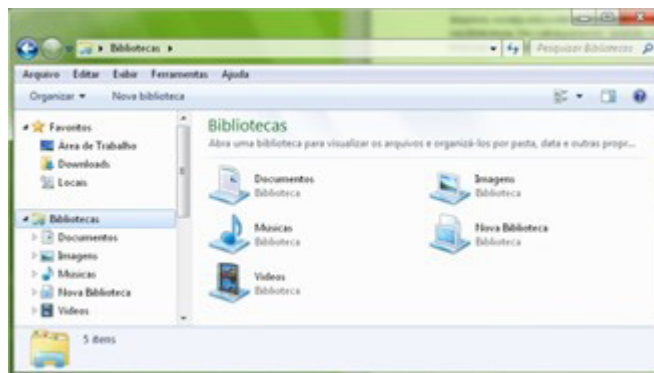 Bibliotecas
Pesquisar Bibliotecas
Arquivo Editar Exibir Ferramentas Ajuda
Organizar Nova biblioteca
Favoritos
Área de Trabalho
Downloads
Locais
Bibliotecas
Documentos
Imagens
Músicas
Nova Biblioteca
Vídeos
Bibliotecas
Abra uma biblioteca para visualizar os arquivos e organizá-los por pasta, data e outras propr...
Documentos
Biblioteca
Imagens
Biblioteca
Músicas
Biblioteca
Nova Biblioteca
Biblioteca
Vídeos
Biblioteca
5 itens